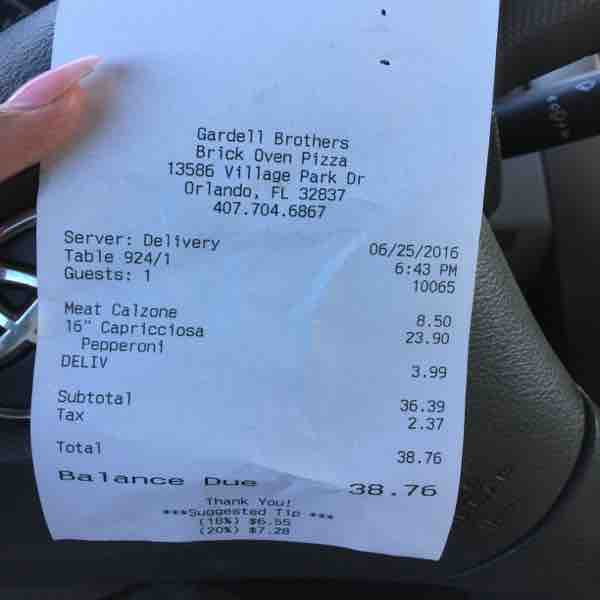 Gardell Brothers
Brick Oven Pizza
13586 Village Park Dr
Orlando, FL 32837
407.704.6867
Server: Delivery 06/25/2016
Table 924/1 6:43 PM
Guests: 1 10065
Meat Calzone 8.50
16" Capricciosa 23.90
Pepperoni
DELIV 3.99
Subtotal 36.39
Tax 2.37
Total 38.76
Balance Due 38.76
Thank You!
***Suggested Tip ***
(18%) $6.55
(20%) $7.28